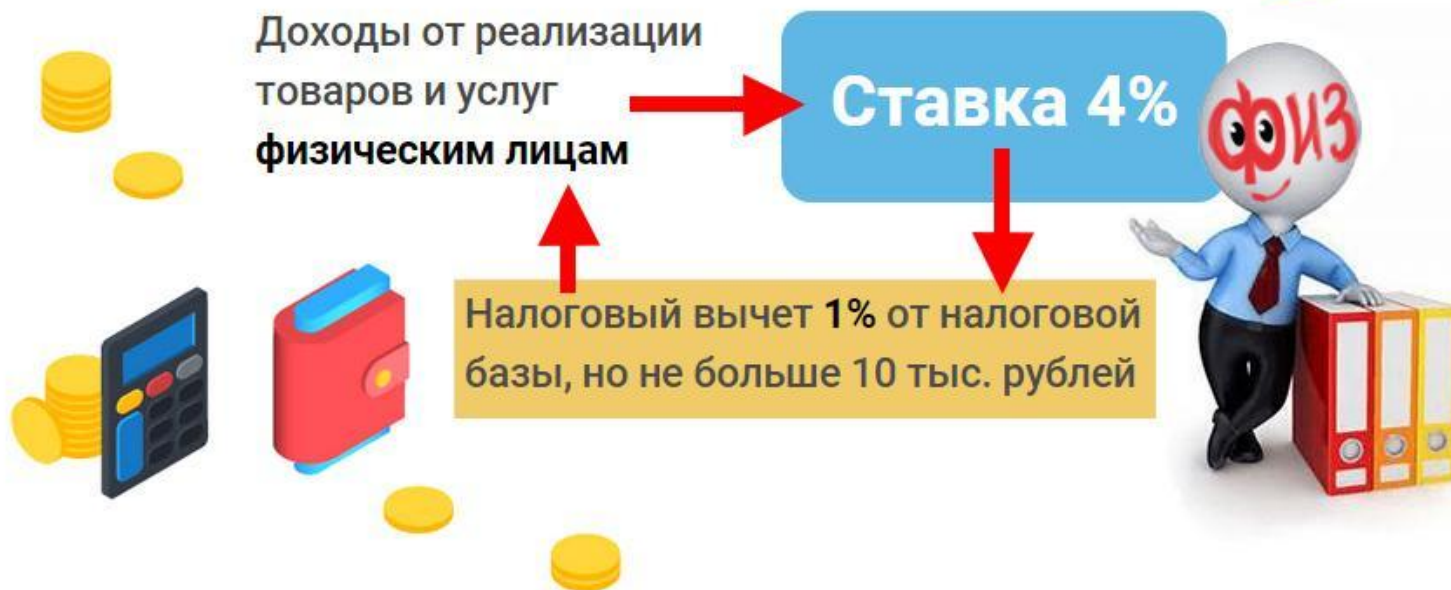 Доходы от реализации
товаров и услуг
физическим лицам
Ставка 4%
физ
Налоговый вычет 1% от налоговой
базы, но не больше 10 тыс. рублей